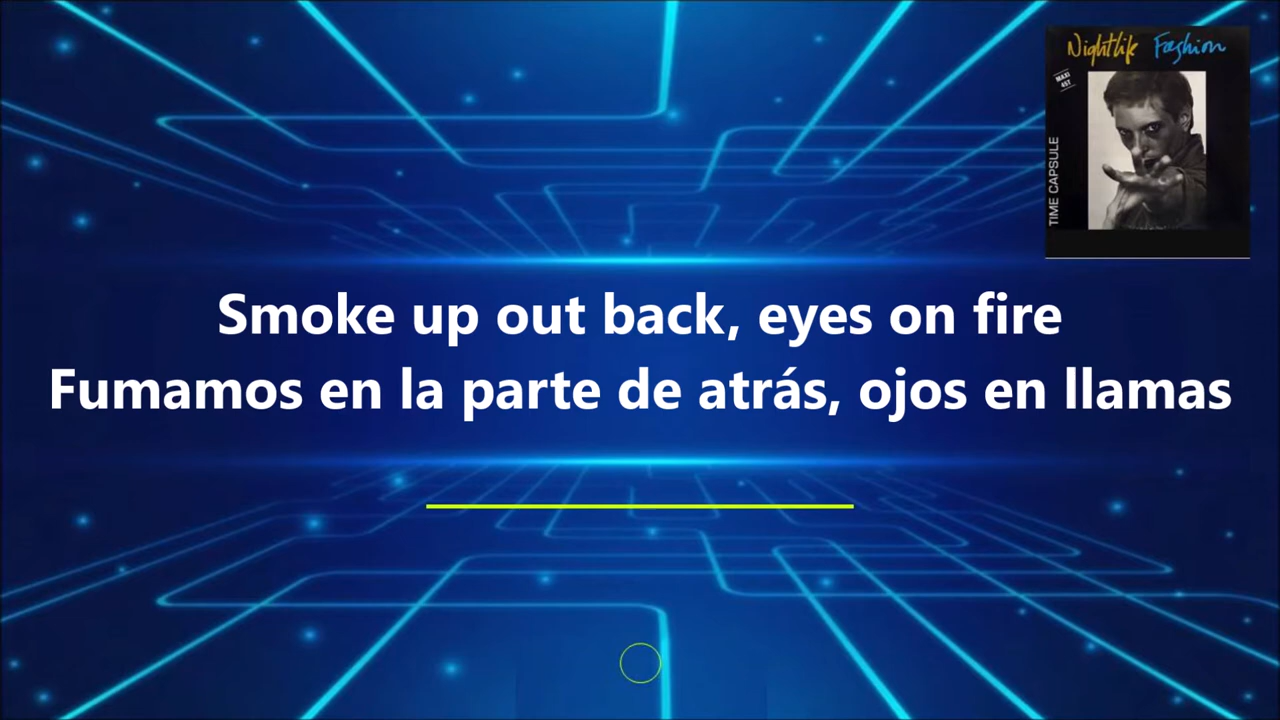 Nightlife Fashion
MAXI
45T
TIME CAPSULE
Smoke up out back, eyes on fire
Fumamos en la parte de atrás, ojos en llamas